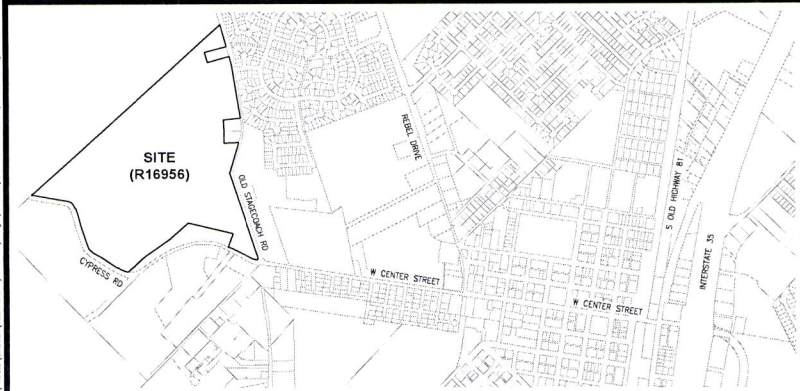 SITE
(R16956)
OLD STAGECOACH RD
CYPRESS RD
REBEL DRIVE
W CENTER STREET
W CENTER STREET
S OLD HIGHWAY 81
INTERSTATE 35